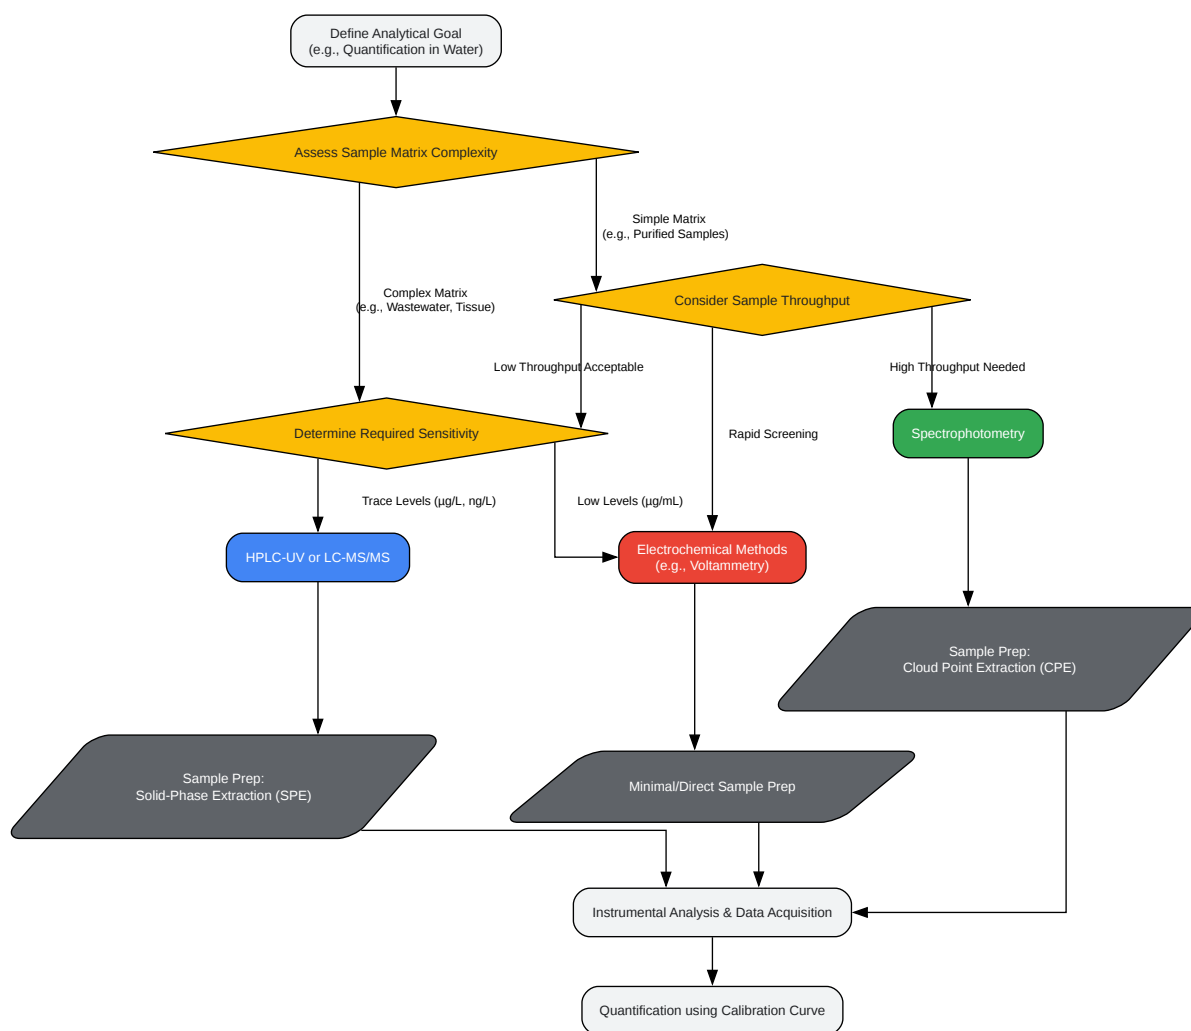 Define Analytical Goal
(e.g., Quantification in Water)
Assess Sample Matrix Complexity
Simple Matrix
(e.g., Purified Samples)
Complex Matrix
(e.g., Wastewater, Tissue)
Consider Sample Throughput
Low Throughput Acceptable
High Throughput Needed
Determine Required Sensitivity
Rapid Screening
Spectrophotometry
Trace Levels (µg/L, ng/L)
Low Levels (µg/mL)
HPLC-UV or LC-MS/MS
Electrochemical Methods
(e.g., Voltammetry)
Sample Prep:
Cloud Point Extraction (CPE)
Sample Prep:
Solid-Phase Extraction (SPE)
Minimal/Direct Sample Prep
Instrumental Analysis & Data Acquisition
Quantification using Calibration Curve